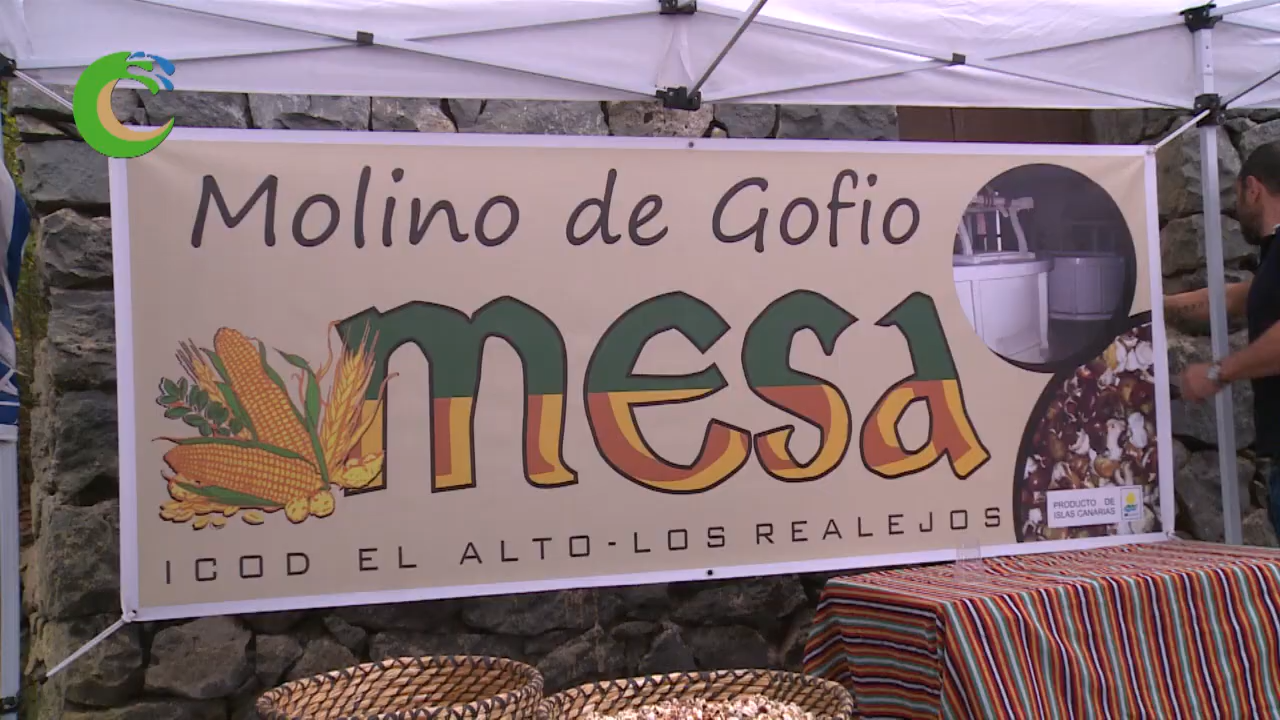 Molino de Gofio
mesa
ICOD EL ALTO-LOS REALEJOS
PRODUCTO DE
ISLAS CANARIAS